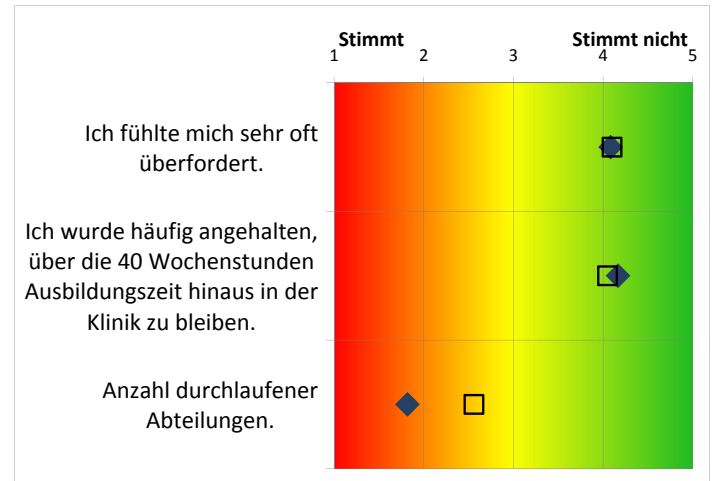 Stimmt
Stimmt nicht
1 2 3 4 5
Ich fühlte mich sehr oft
überfordert.
Ich wurde häufig angehalten,
über die 40 Wochenstunden
Ausbildungszeit hinaus in der
Klinik zu bleiben.
Anzahl durchlaufener
Abteilungen.